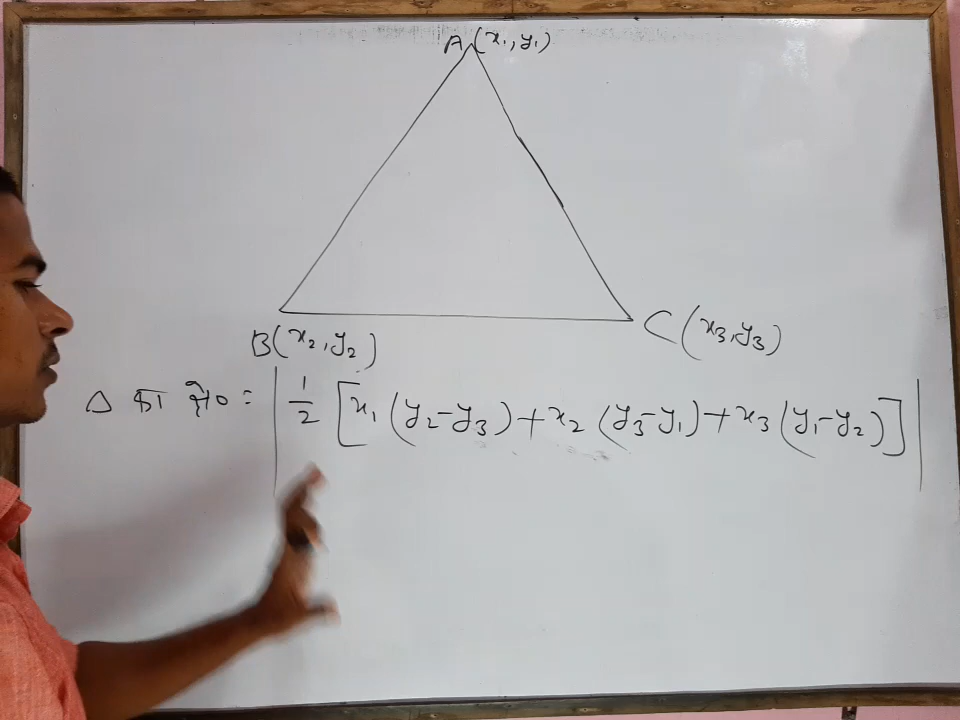 A(x₁,y₁)
B(x₂,y₂)
C(x₃,y₃)
△ का क्षे० = |1/2 [x₁(y₂-y₃)+x₂(y₃-y₁)+x₃(y₁-y₂)]|